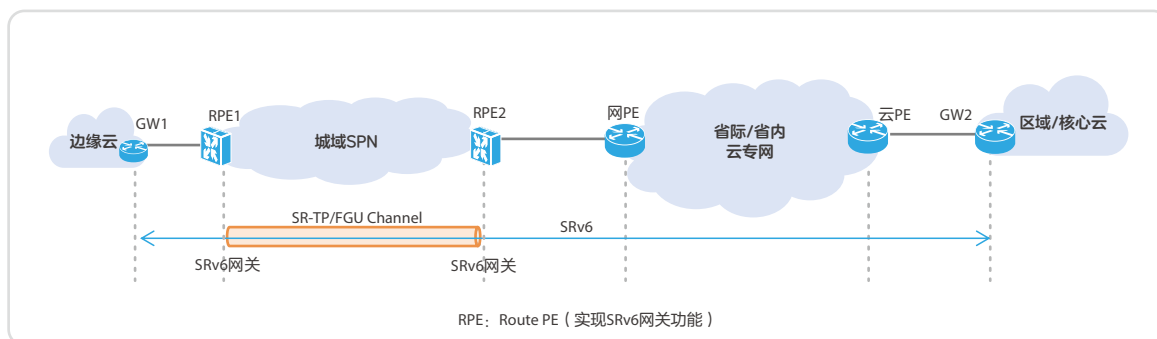 边缘云
GW1
RPE1
城域SPN
RPE2
网PE
省际/省内
云专网
云PE
GW2
区域/核心云
SR-TP/FGU Channel
SRv6
SRv6网关
SRv6网关
RPE：Route PE（实现SRv6网关功能）